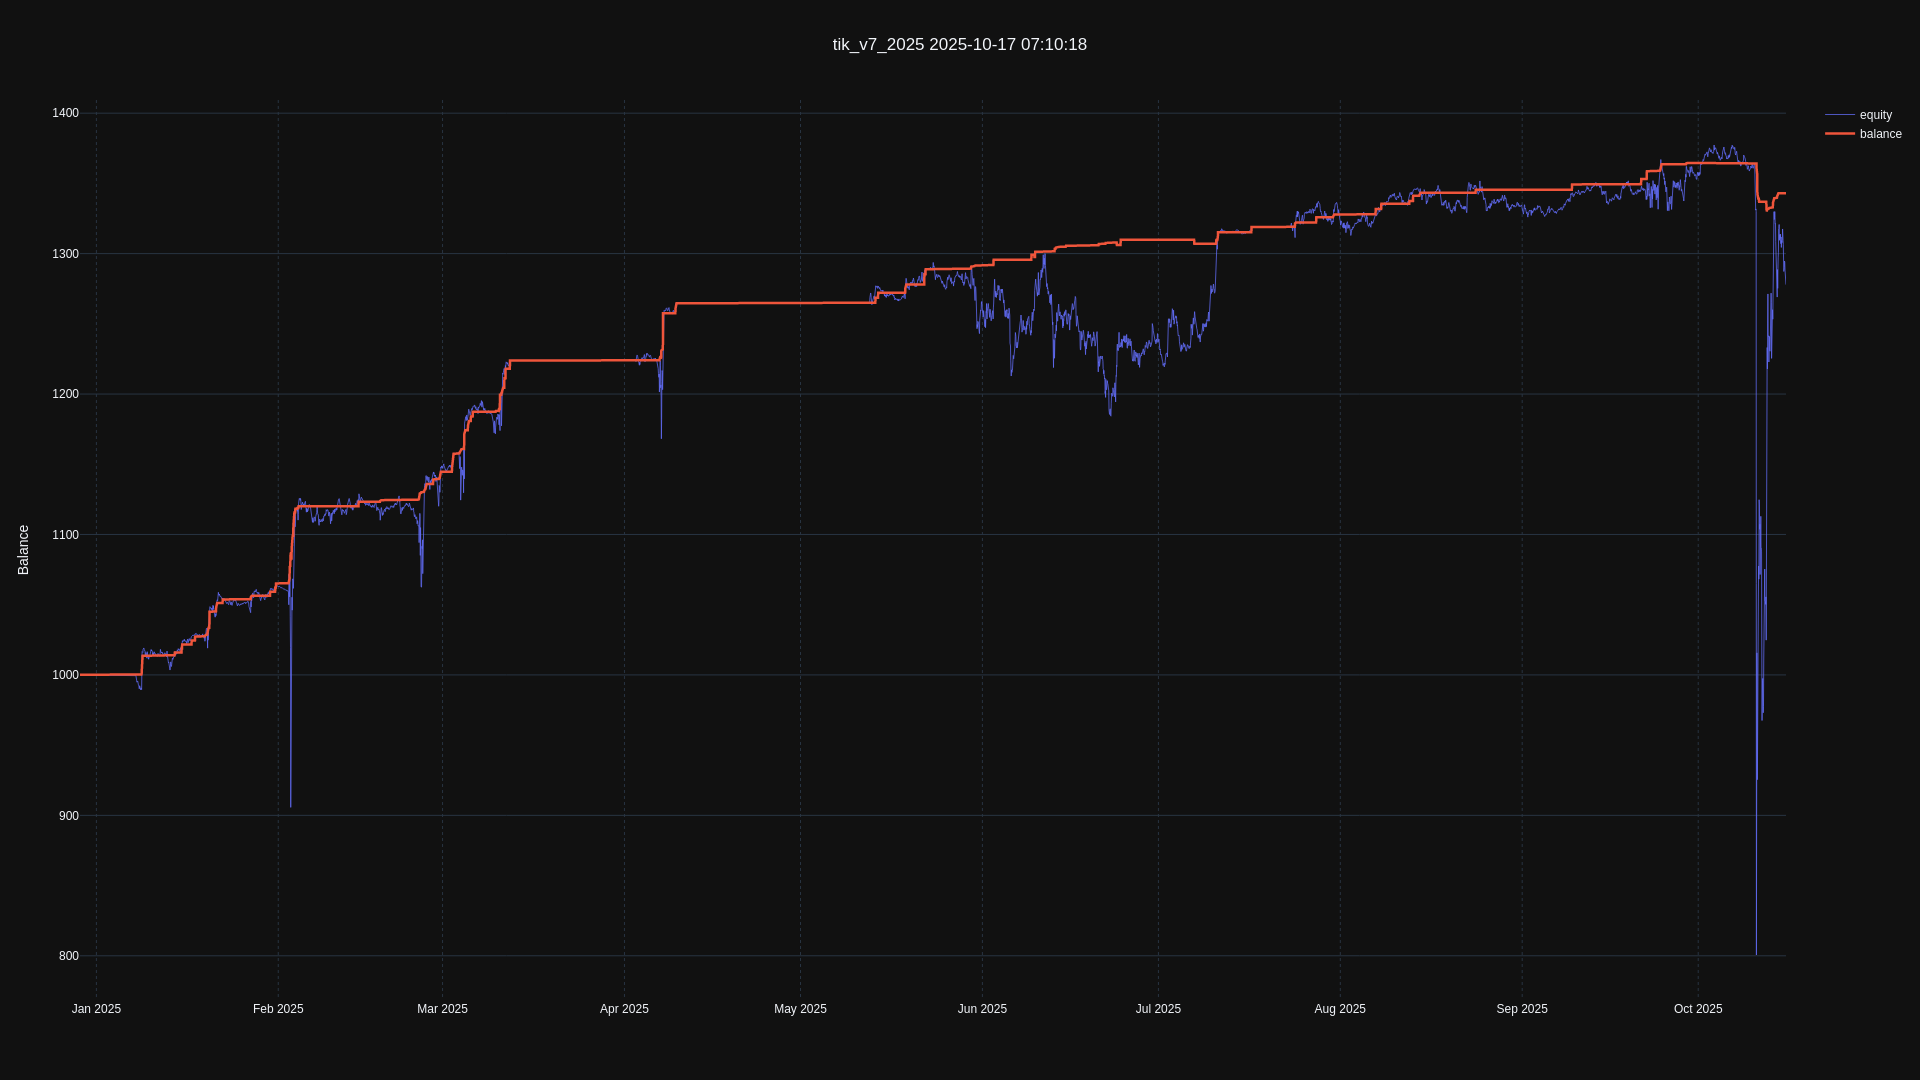 tik_v7_2025 2025-10-17 07:10:18
equity
balance
Balance
1400
1300
1200
1100
1000
900
800
Jan 2025
Feb 2025
Mar 2025
Apr 2025
May 2025
Jun 2025
Jul 2025
Aug 2025
Sep 2025
Oct 2025